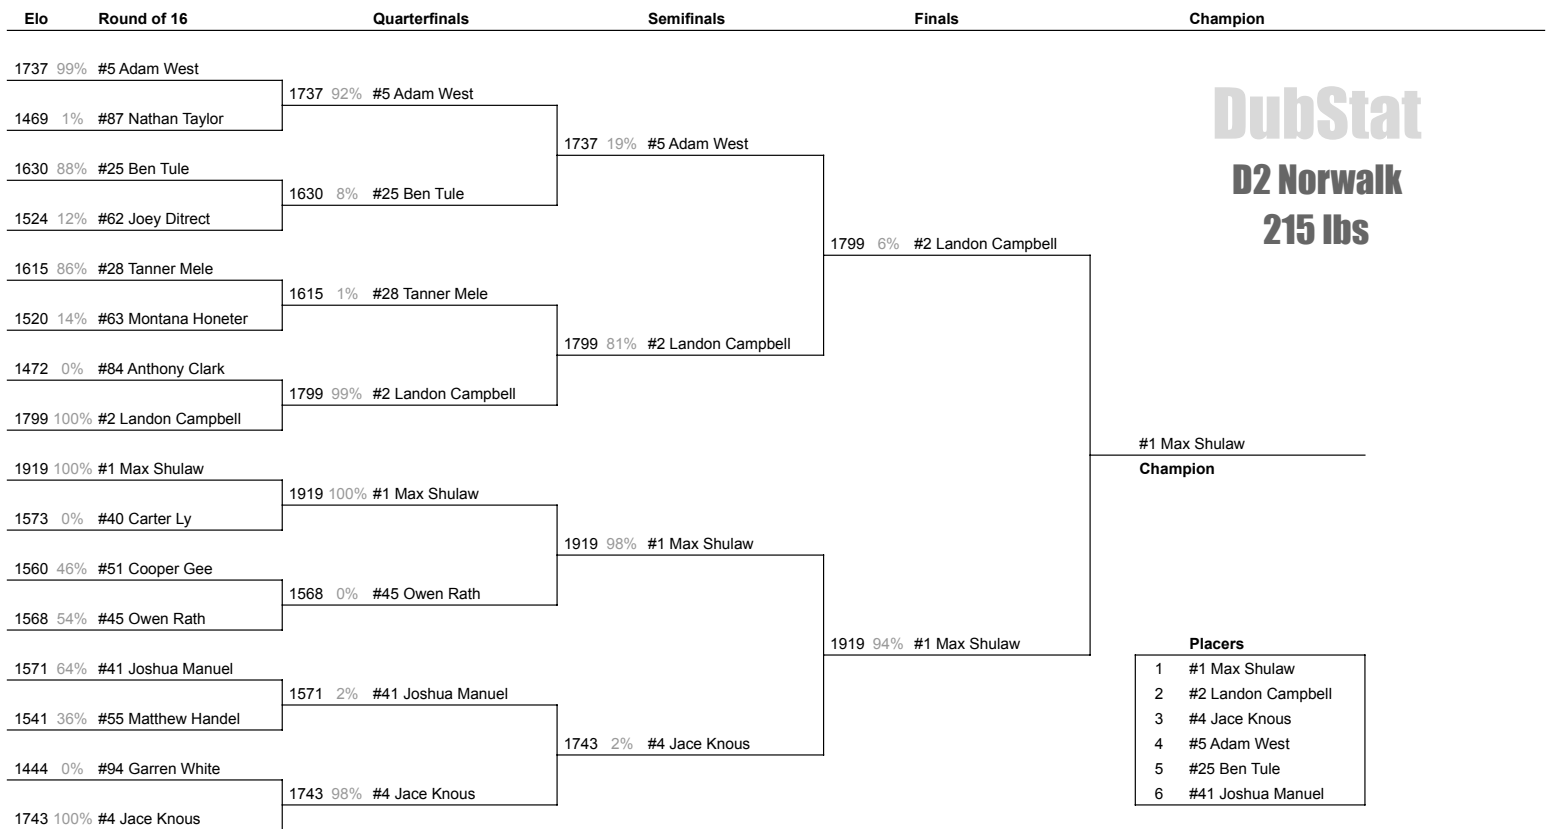 Elo Round of 16 Quarterfinals Semifinals Finals Champion
1737 99% #5 Adam West
1737 92% #5 Adam West
1469 1% #87 Nathan Taylor
1737 19% #5 Adam West
1630 88% #25 Ben Tule
1630 8% #25 Ben Tule
1524 12% #62 Joey Ditrect
1799 6% #2 Landon Campbell
1615 86% #28 Tanner Mele
1615 1% #28 Tanner Mele
1520 14% #63 Montana Honeter
1799 81% #2 Landon Campbell
1472 0% #84 Anthony Clark
1799 99% #2 Landon Campbell
1799 100% #2 Landon Campbell
#1 Max Shulaw
Champion
1919 100% #1 Max Shulaw
1919 100% #1 Max Shulaw
1573 0% #40 Carter Ly
1919 98% #1 Max Shulaw
1560 46% #51 Cooper Gee
1568 0% #45 Owen Rath
1568 54% #45 Owen Rath
1919 94% #1 Max Shulaw
1571 64% #41 Joshua Manuel
1571 2% #41 Joshua Manuel
1541 36% #55 Matthew Handel
1743 2% #4 Jace Knous
1444 0% #94 Garren White
1743 98% #4 Jace Knous
1743 100% #4 Jace Knous
DubStat
D2 Norwalk
215 lbs
Placers
1 #1 Max Shulaw
2 #2 Landon Campbell
3 #4 Jace Knous
4 #5 Adam West
5 #25 Ben Tule
6 #41 Joshua Manuel